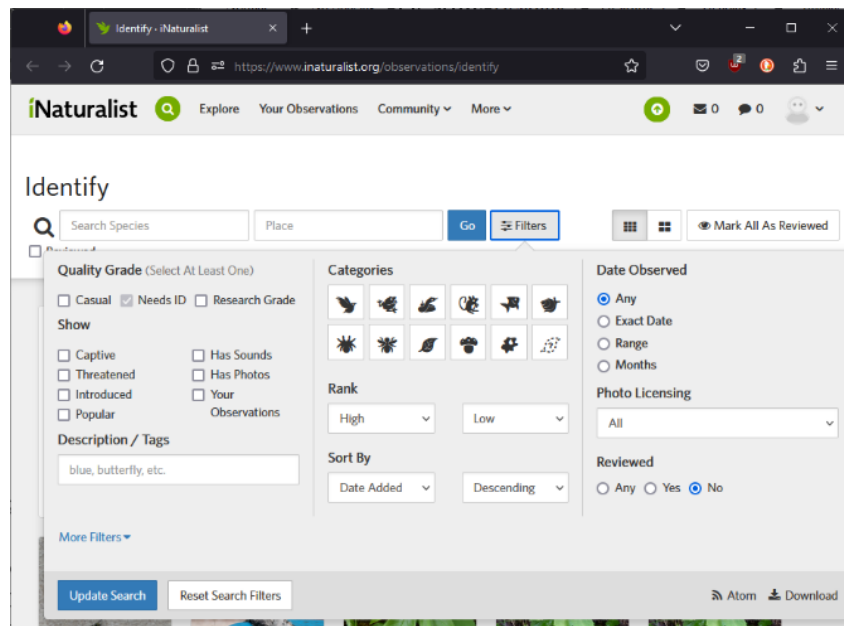 Identify · iNaturalist
https://www.inaturalist.org/observations/identify
2
iNaturalist Explore Your Observations Community More 0 0
Identify
Search Species Place Go Filters Mark All As Reviewed
Reviewed
Quality Grade (Select At Least One)
Casual Needs ID Research Grade
Show
Captive Has Sounds
Threatened Has Photos
Introduced Your
Popular Observations
Description / Tags
blue, butterfly, etc.
More Filters
Categories
Rank
High Low
Sort By
Date Added Descending
Date Observed
Any
Exact Date
Range
Months
Photo Licensing
All
Reviewed
Any Yes No
Update Search Reset Search Filters Atom Download